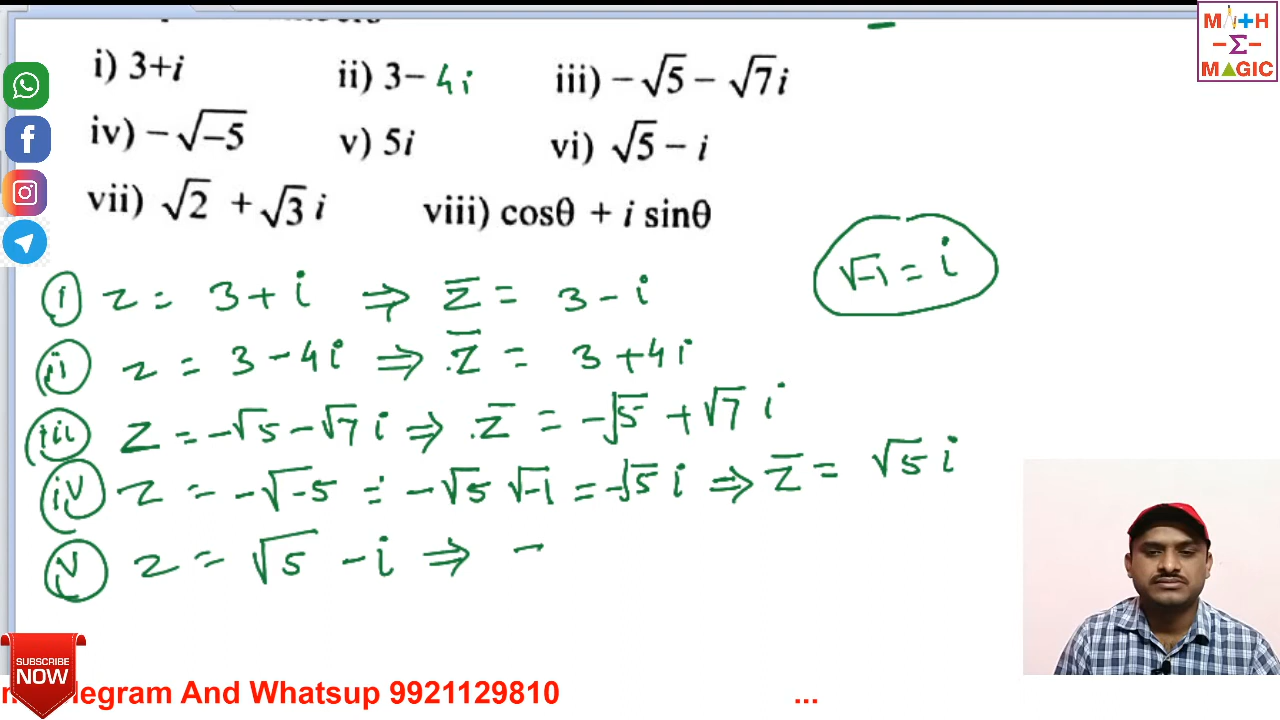 MATH
-Σ-
MAGIC
i) 3+i ii) 3- 4i iii) -√5 - √7i
iv) -√-5 v) 5i vi) √5 - i
vii) √2 + √3 i viii) cosθ + i sinθ
√-1 = i
i z = 3 + i ⇒ z̅ = 3 - i
ii z = 3 - 4i ⇒ z̅ = 3 + 4i
iii z = -√5 - √7 i ⇒ z̅ = -√5 + √7 i
iv z = -√-5 = -√5 √-1 = -√5 i ⇒ z̅ = √5 i
v z = √5 - i ⇒
SUBSCRIBE
NOW
legram And Whatsup 9921129810 ...